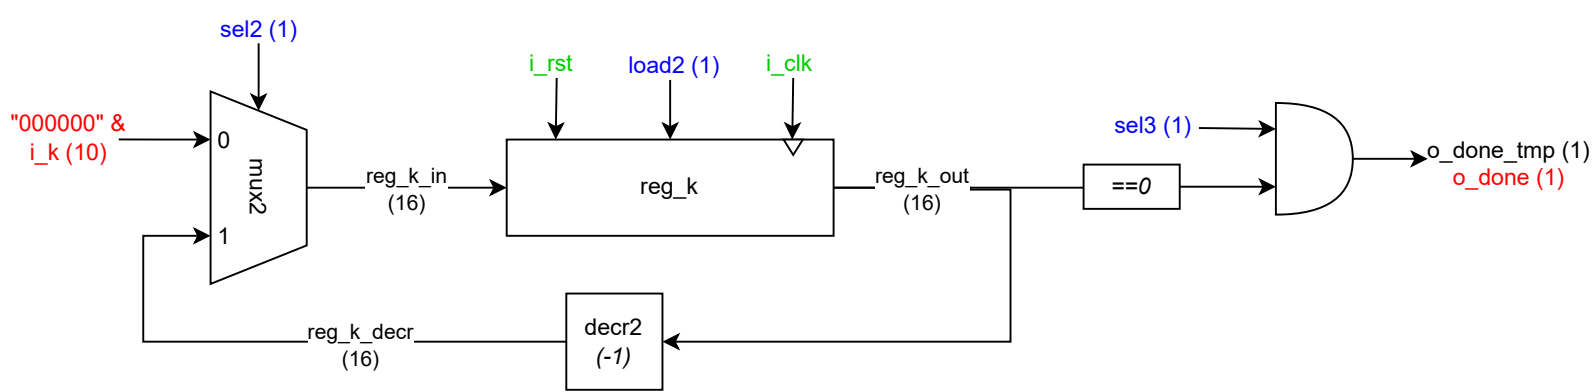 sel2 (1)
i_rst
load2 (1)
i_clk
"000000" &
i_k (10)
0
mux2
1
reg_k_in
(16)
reg_k
reg_k_out
(16)
sel3 (1)
==0
o_done_tmp (1)
o_done (1)
reg_k_decr
(16)
decr2
(-1)